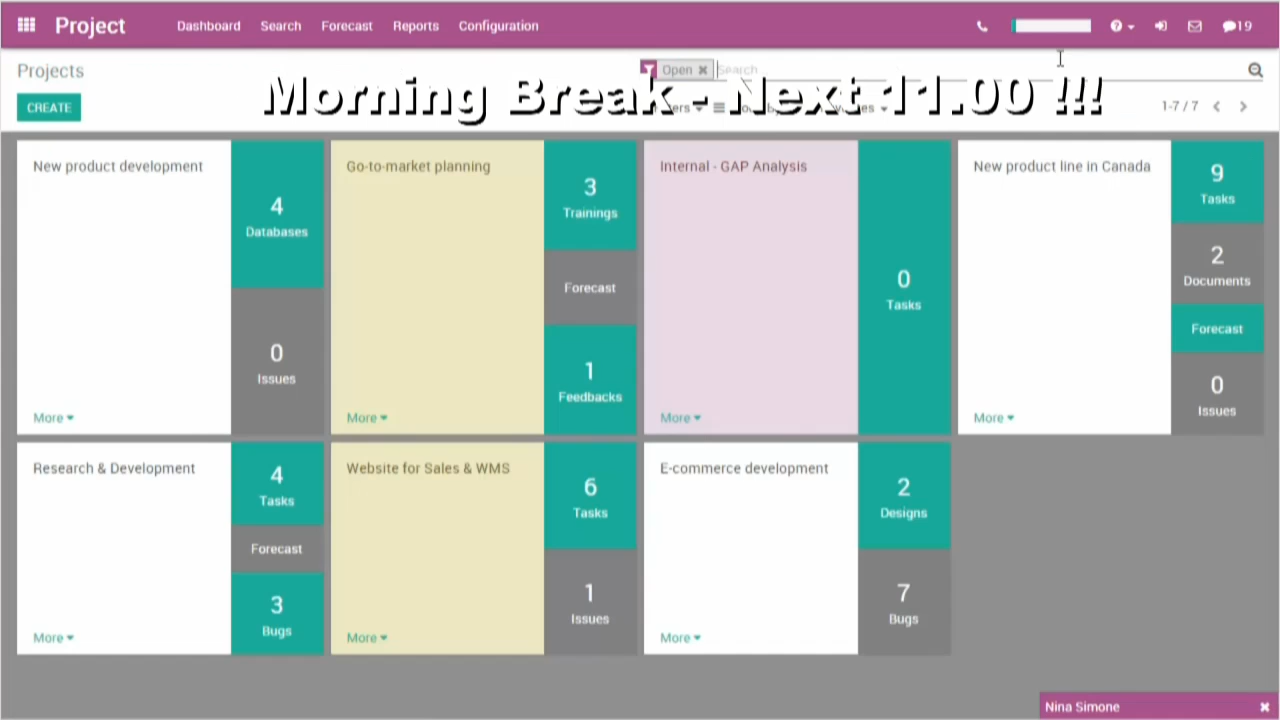 Project Dashboard Search Forecast Reports Configuration 19
Projects Open Search
CREATE 1-7 / 7
Morning Break - Next 11.00 !!!
New product development
4
Databases
0
Issues
More
Go-to-market planning
3
Trainings
Forecast
1
Feedbacks
More
Internal - GAP Analysis
0
Tasks
More
New product line in Canada
9
Tasks
2
Documents
Forecast
0
Issues
More
Research & Development
4
Tasks
Forecast
3
Bugs
More
Website for Sales & WMS
6
Tasks
1
Issues
More
E-commerce development
2
Designs
7
Bugs
More
Nina Simone